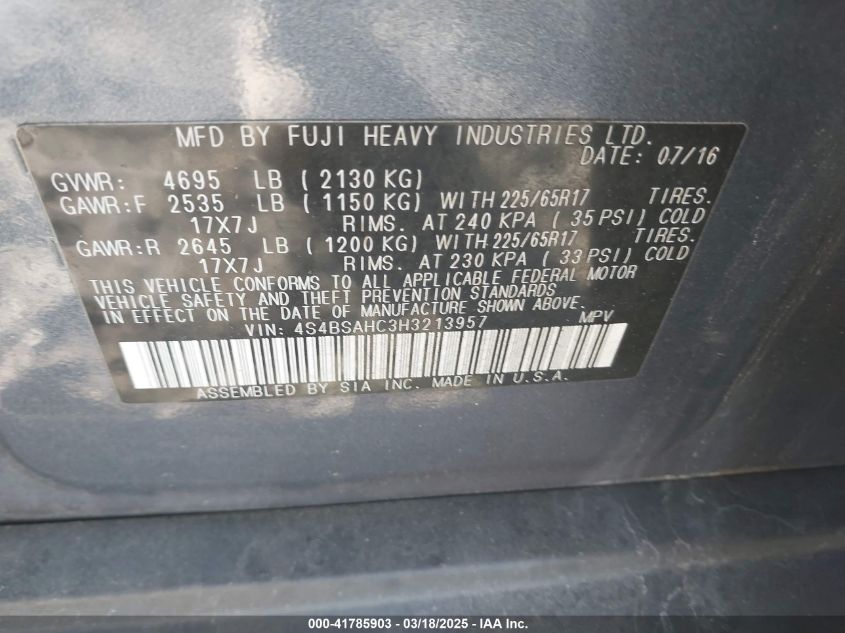 MFD BY FUJI HEAVY INDUSTRIES LTD.
DATE: 07/16
GVWR: 4695 LB ( 2130 KG)
GAWR:F 2535 LB ( 1150 KG) WITH 225/65R17 TIRES.
17X7J RIMS. AT 240 KPA ( 35 PSI) COLD
GAWR:R 2645 LB ( 1200 KG) WITH 225/65R17 TIRES.
17X7J RIMS. AT 230 KPA ( 33 PSI) COLD
THIS VEHICLE CONFORMS TO ALL APPLICABLE FEDERAL MOTOR
VEHICLE SAFETY AND THEFT PREVENTION STANDARDS
IN EFFECT ON THE DATE OF MANUFACTURE SHOWN ABOVE.
VIN: 4S4BSAHC3H3213957 MPV
ASSEMBLED BY SIA INC. MADE IN U.S.A.
000-41785903 - 03/18/2025 - IAA Inc.